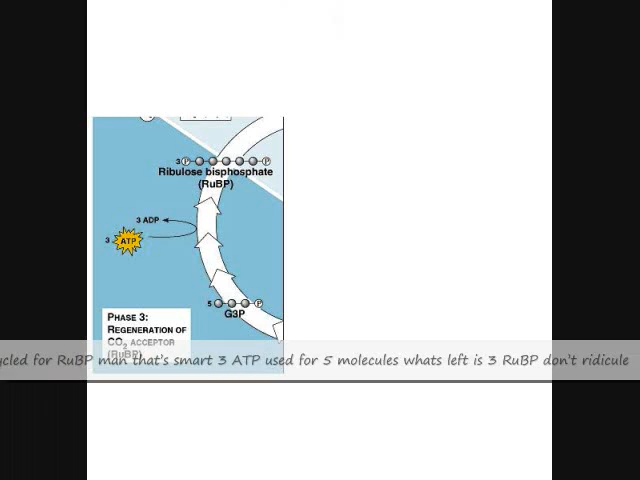 3 P P
Ribulose bisphosphate
(RuBP)
3 ADP
3 ATP
5 P
G3P
PHASE 3:
REGENERATION OF
CO2 ACCEPTOR
(RuBP)
ycled for RuBP man that's smart 3 ATP used for 5 molecules whats left is 3 RuBP don't ridicule